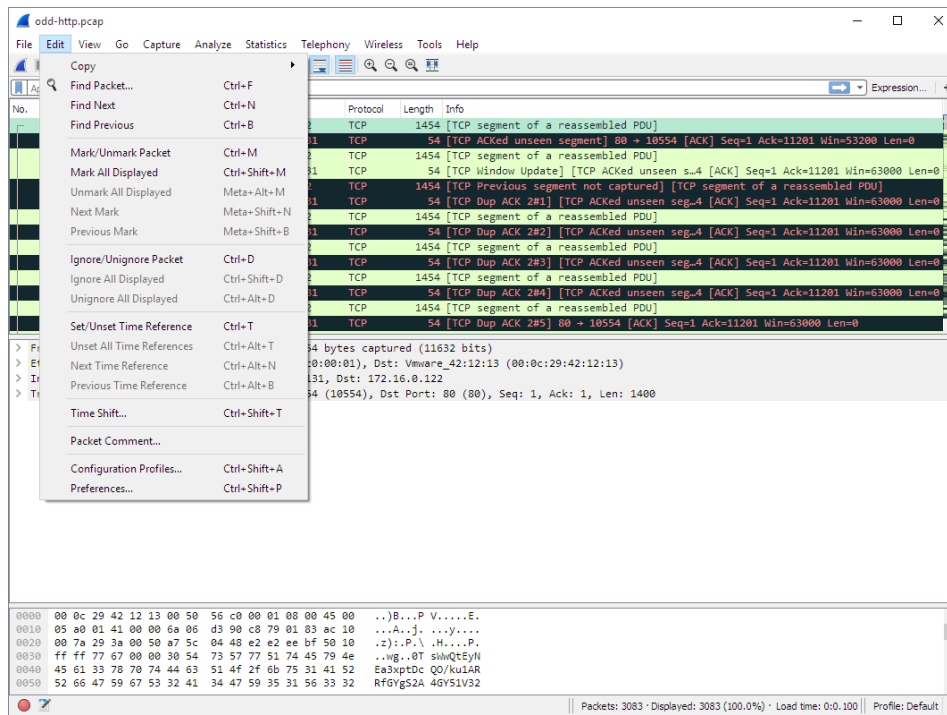 odd-http.pcap
File Edit View Go Capture Analyze Statistics Telephony Wireless Tools Help
Expression...
Copy
Find Packet... Ctrl+F
Find Next Ctrl+N
Find Previous Ctrl+B
Mark/Unmark Packet Ctrl+M
Mark All Displayed Ctrl+Shift+M
Unmark All Displayed Meta+Alt+M
Next Mark Meta+Shift+N
Previous Mark Meta+Shift+B
Ignore/Unignore Packet Ctrl+D
Ignore All Displayed Ctrl+Shift+D
Unignore All Displayed Ctrl+Alt+D
Set/Unset Time Reference Ctrl+T
Unset All Time References Ctrl+Alt+T
Next Time Reference Ctrl+Alt+N
Previous Time Reference Ctrl+Alt+B
Time Shift... Ctrl+Shift+T
Packet Comment...
Configuration Profiles... Ctrl+Shift+A
Preferences... Ctrl+Shift+P
No. Protocol Length Info
2 TCP 1454 [TCP segment of a reassembled PDU]
31 TCP 54 [TCP ACKed unseen segment] 80 → 10554 [ACK] Seq=1 Ack=11201 Win=53200 Len=0
2 TCP 1454 [TCP segment of a reassembled PDU]
31 TCP 54 [TCP Window Update] [TCP ACKed unseen s…4 [ACK] Seq=1 Ack=11201 Win=63000 Len=0
2 TCP 1454 [TCP Previous segment not captured] [TCP segment of a reassembled PDU]
31 TCP 54 [TCP Dup ACK 2#1] [TCP ACKed unseen seg…4 [ACK] Seq=1 Ack=11201 Win=63000 Len=0
2 TCP 1454 [TCP segment of a reassembled PDU]
31 TCP 54 [TCP Dup ACK 2#2] [TCP ACKed unseen seg…4 [ACK] Seq=1 Ack=11201 Win=63000 Len=0
2 TCP 1454 [TCP segment of a reassembled PDU]
31 TCP 54 [TCP Dup ACK 2#3] [TCP ACKed unseen seg…4 [ACK] Seq=1 Ack=11201 Win=63000 Len=0
2 TCP 1454 [TCP segment of a reassembled PDU]
31 TCP 54 [TCP Dup ACK 2#4] [TCP ACKed unseen seg…4 [ACK] Seq=1 Ack=11201 Win=63000 Len=0
2 TCP 1454 [TCP segment of a reassembled PDU]
31 TCP 54 [TCP Dup ACK 2#5] 80 → 10554 [ACK] Seq=1 Ack=11201 Win=63000 Len=0
54 bytes captured (11632 bits)
:0:00:01), Dst: Vmware_42:12:13 (00:0c:29:42:12:13)
131, Dst: 172.16.0.122
54 (10554), Dst Port: 80 (80), Seq: 1, Ack: 1, Len: 1400
0000 00 0c 29 42 12 13 00 50 56 c0 00 01 08 00 45 00 ..)B...P V.....E.
0010 05 a0 01 41 00 00 6a 06 d3 90 c8 79 01 83 ac 10 ...A..j. ...y....
0020 00 7a 29 3a 00 50 a7 5c 04 48 e2 e2 ee bf 50 10 .z):.P.\ .H....P.
0030 ff ff 77 67 00 00 30 54 73 57 77 51 74 45 79 4e ..wg..0T sWwQtEyN
0040 45 61 33 78 70 74 44 63 51 4f 2f 6b 75 31 41 52 Ea3xptDc QO/ku1AR
0050 52 66 47 59 67 53 32 41 34 47 59 35 31 56 33 32 RfGYgS2A 4GY51V32
Packets: 3083 · Displayed: 3083 (100.0%) · Load time: 0:0.100 Profile: Default